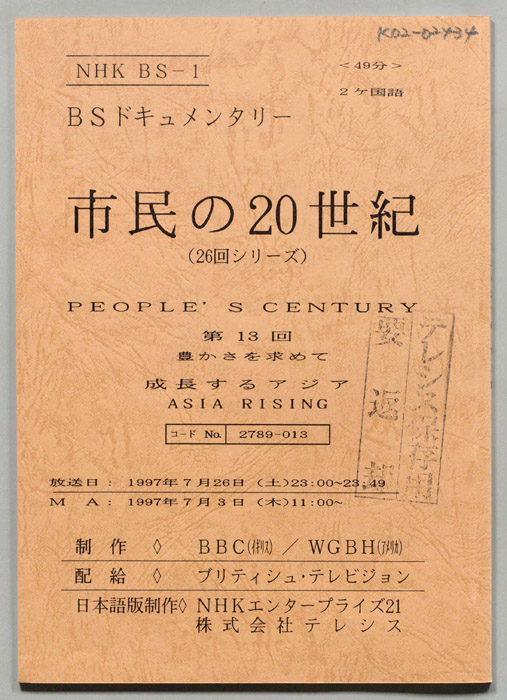 K02-02434
NHK BS-1
<49分>
2ヶ国語
BSドキュメンタリー
市民の20世紀
(26回シリーズ)
PEOPLE'S CENTURY
第13回
豊かさを求めて
成長するアジア
ASIA RISING
コード No. 2789-013
テレシス保存用
要返却
放送日: 1997年7月26日(土)23:00~23:49
MA: 1997年7月3日(木)11:00~
制作◊ BBC(イギリス)/WGBH(アメリカ)
配給◊ ブリティシュ・テレビジョン
日本語版制作◊ NHKエンタープライズ21
株式会社テレシス